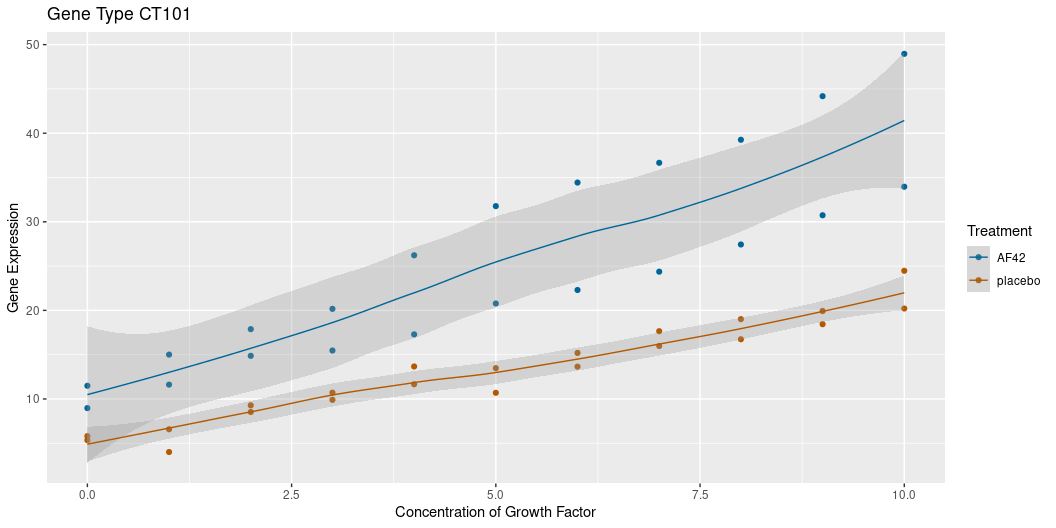 Gene Type CT101
Gene Expression
50
40
30
20
10
0.0
2.5
5.0
7.5
10.0
Concentration of Growth Factor
Treatment
AF42
placebo